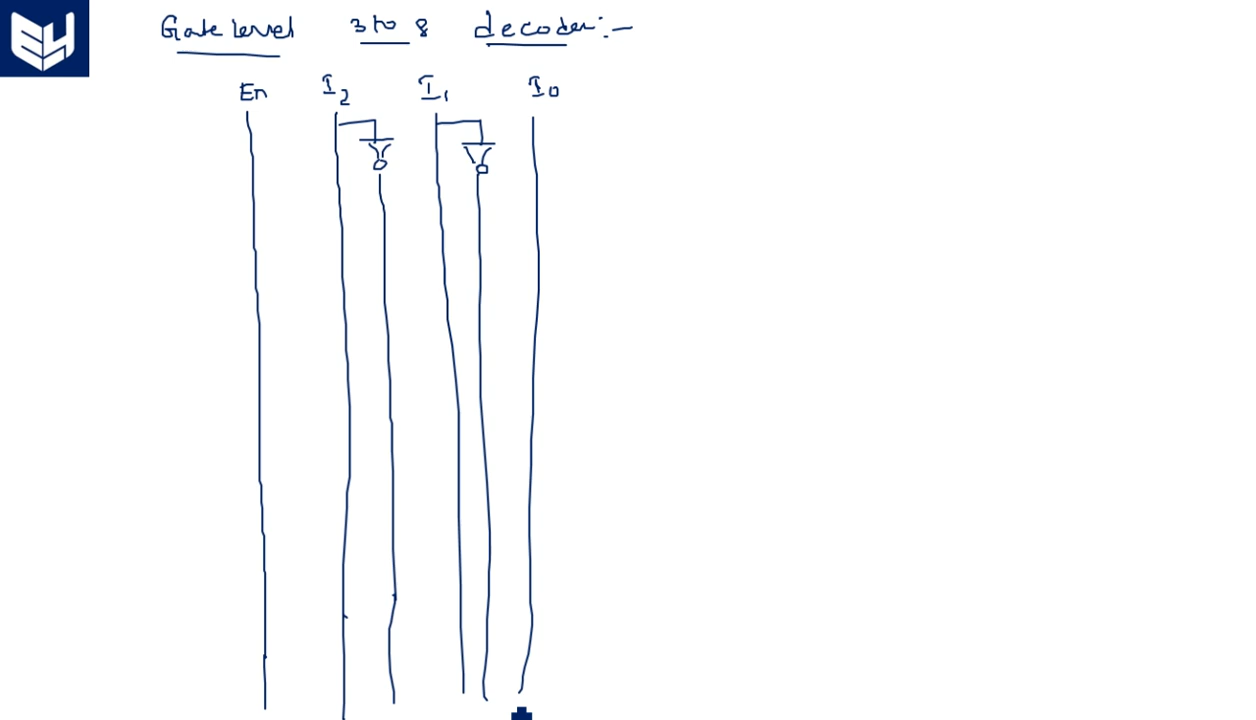 Gate level 3 to 8 decoder:-
En I2 I1 I0